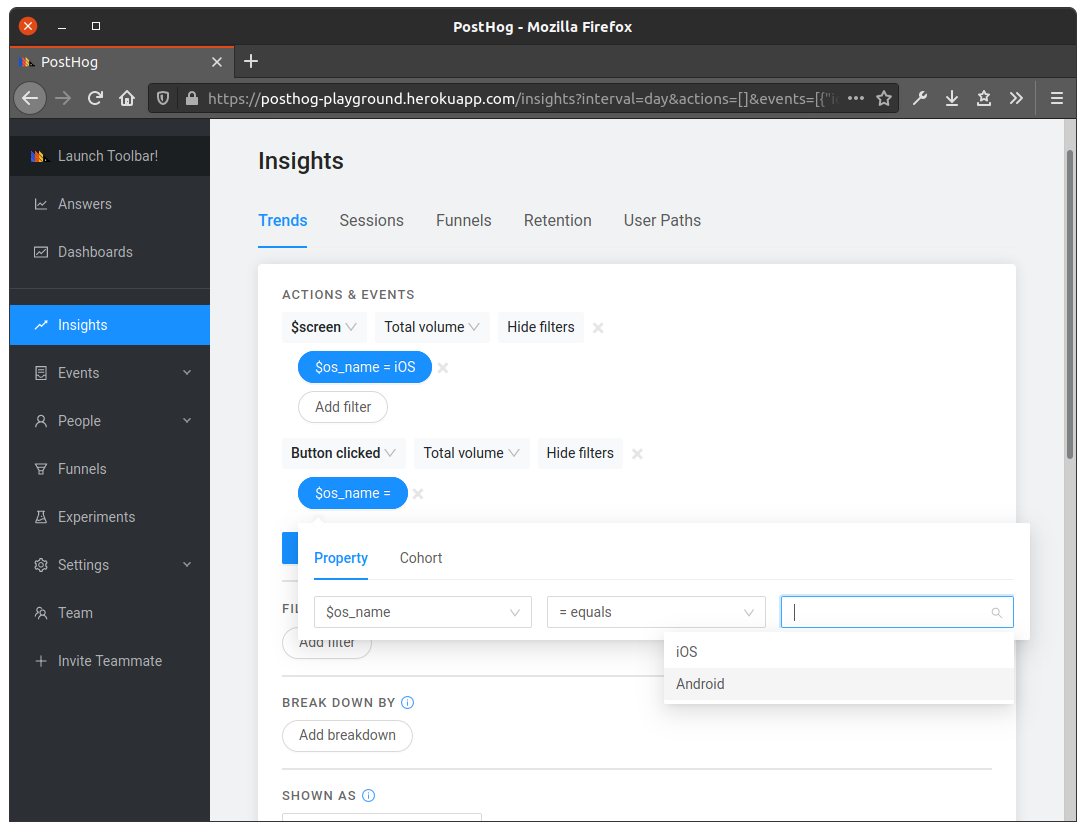 PostHog - Mozilla Firefox
PostHog
https://posthog-playground.herokuapp.com/insights?interval=day&actions=[]&events=[{"i
Launch Toolbar!
Answers
Dashboards
Insights
Events
People
Funnels
Experiments
Settings
Team
Invite Teammate
Insights
Trends Sessions Funnels Retention User Paths
ACTIONS & EVENTS
$screen Total volume Hide filters
$os_name = iOS
Add filter
Button clicked Total volume Hide filters
$os_name =
Property Cohort
$os_name = equals
iOS
Android
Add filter
BREAK DOWN BY
Add breakdown
SHOWN AS